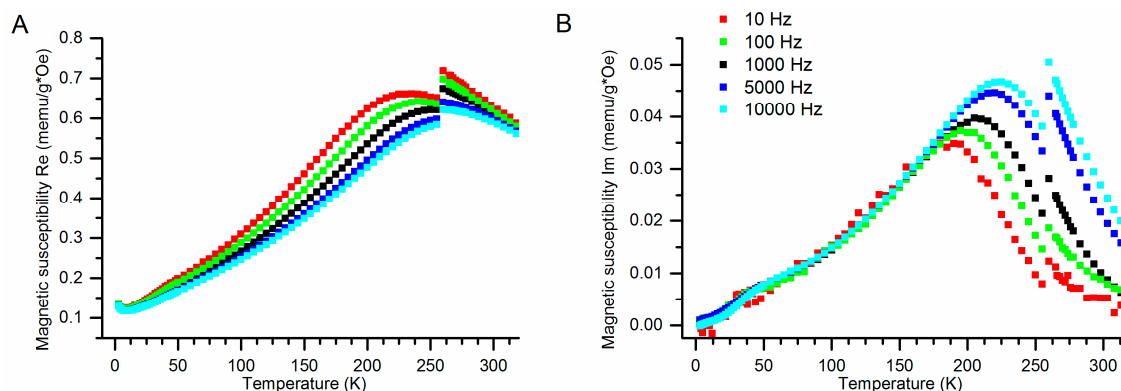 A
Magnetic susceptibility Re (memu/g*Oe)
0.8
0.7
0.6
0.5
0.4
0.3
0.2
0.1
0 50 100 150 200 250 300
Temperature (K)
B
10 Hz
100 Hz
1000 Hz
5000 Hz
10000 Hz
Magnetic susceptibility Im (memu/g*Oe)
0.05
0.04
0.03
0.02
0.01
0.00
0 50 100 150 200 250 300
Temperature (K)